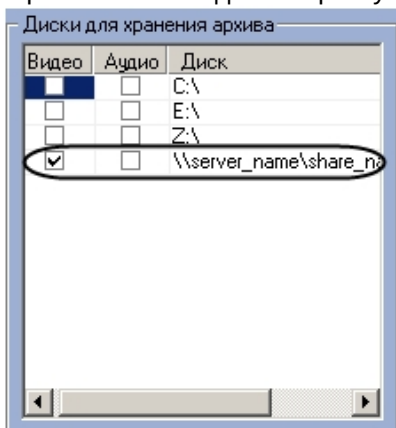 Диски для хранения архива
Видео Аудио Диск
C:\
E:\
Z:\
\\server_name\share_na